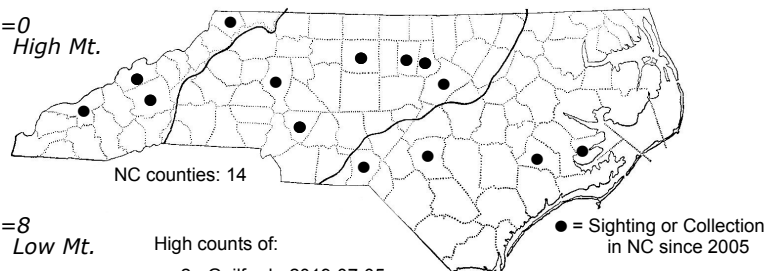 =0
High Mt.
NC counties: 14
=8
Low Mt.
High counts of:
● = Sighting or Collection
in NC since 2005